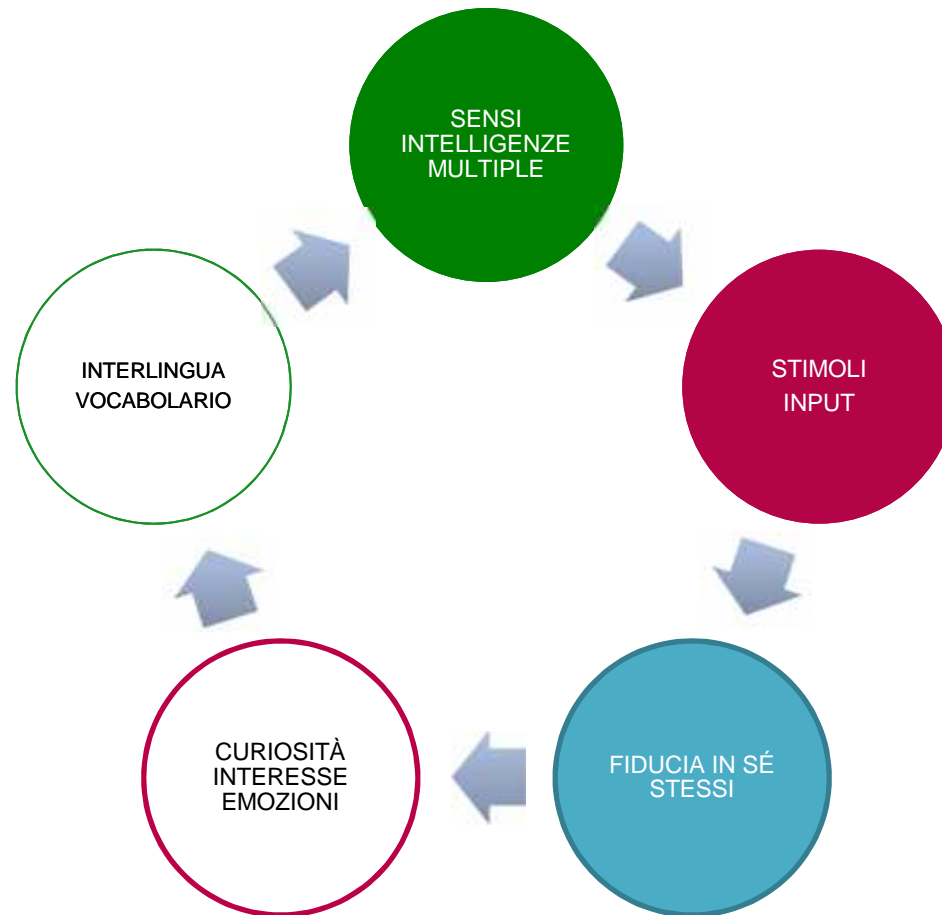 SENSI
INTELLIGENZE
MULTIPLE
STIMOLI
INPUT
FIDUCIA IN SÉ
STESSI
CURIOSITÀ
INTERESSE
EMOZIONI
INTERLINGUA
VOCABOLARIO